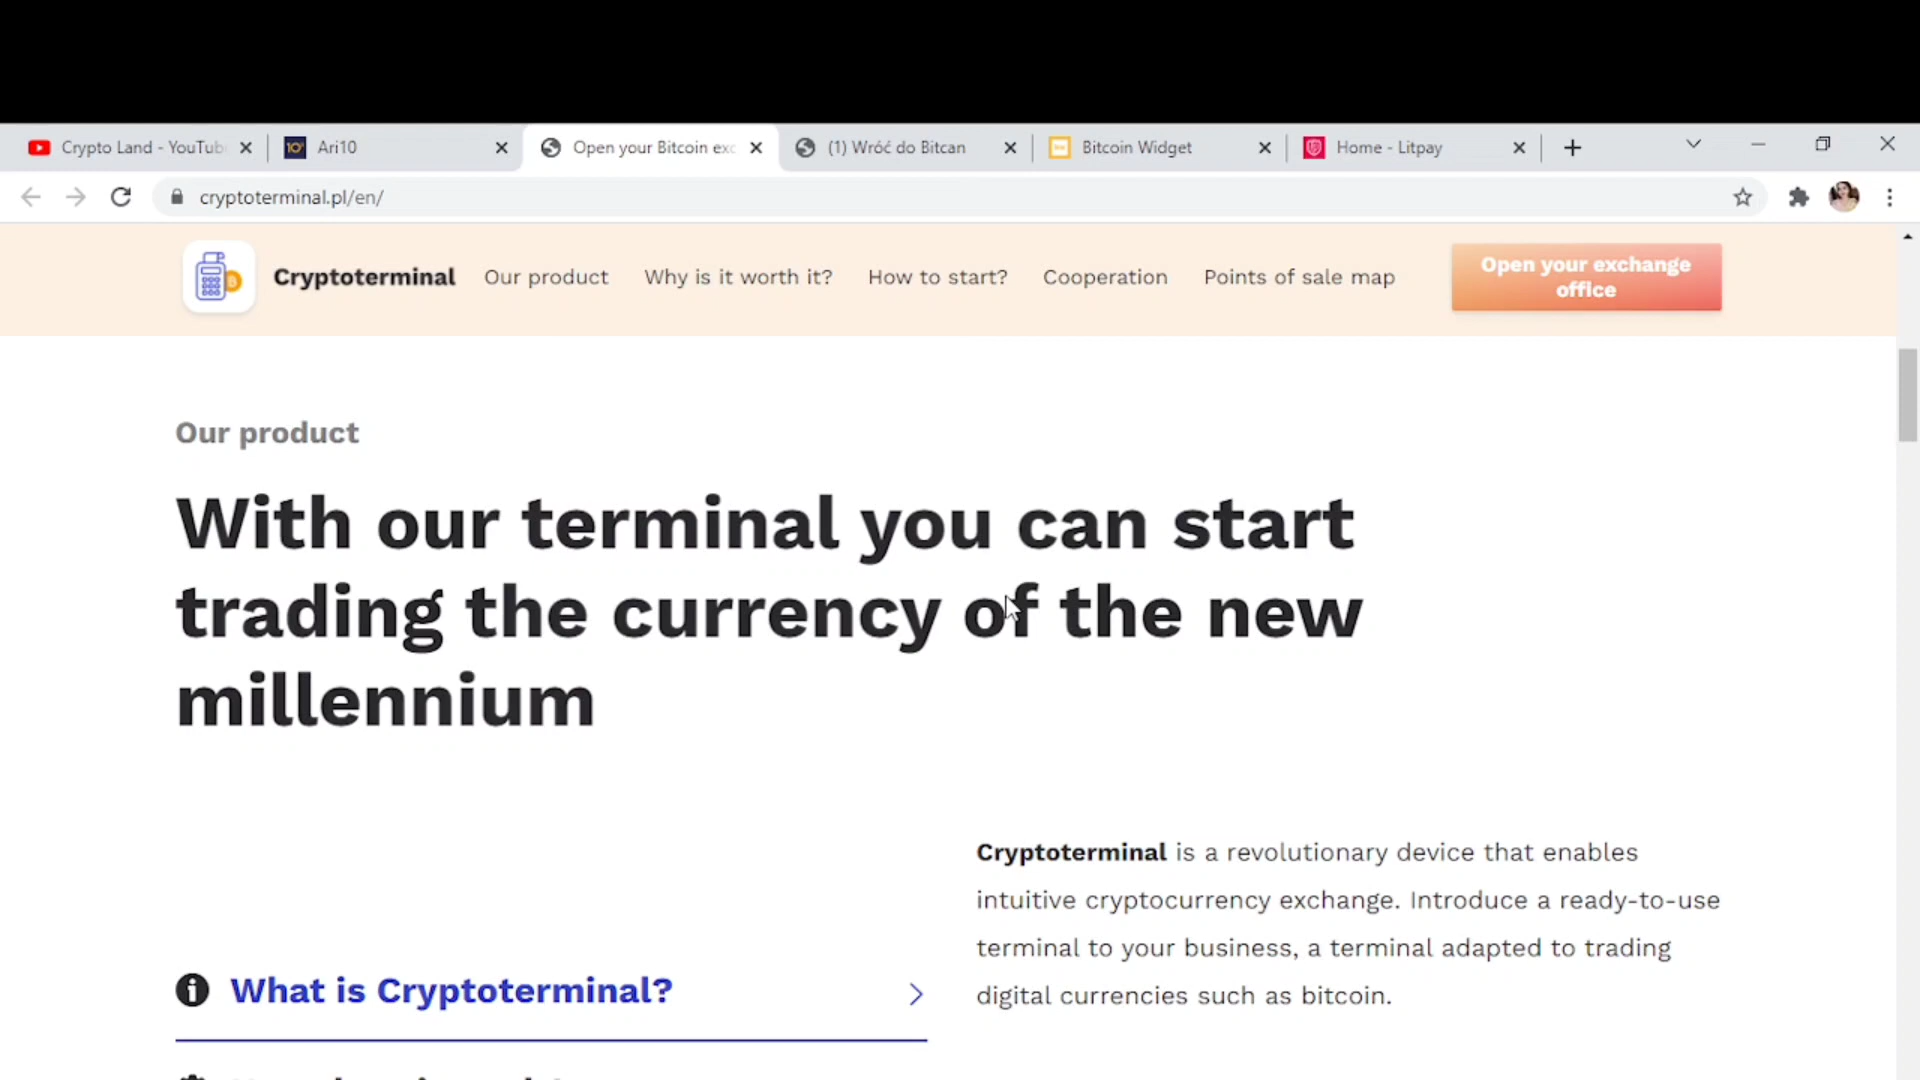 Crypto Land - YouTub
Ari10
Open your Bitcoin exc
(1) Wróć do Bitcan
Bitcoin Widget
Home - Litpay
cryptoterminal.pl/en/
Cryptoterminal
Our product
Why is it worth it?
How to start?
Cooperation
Points of sale map
Open your exchange
office
Our product
With our terminal you can start
trading the currency of the new
millennium
Cryptoterminal is a revolutionary device that enables
intuitive cryptocurrency exchange. Introduce a ready-to-use
terminal to your business, a terminal adapted to trading
digital currencies such as bitcoin.
What is Cryptoterminal?